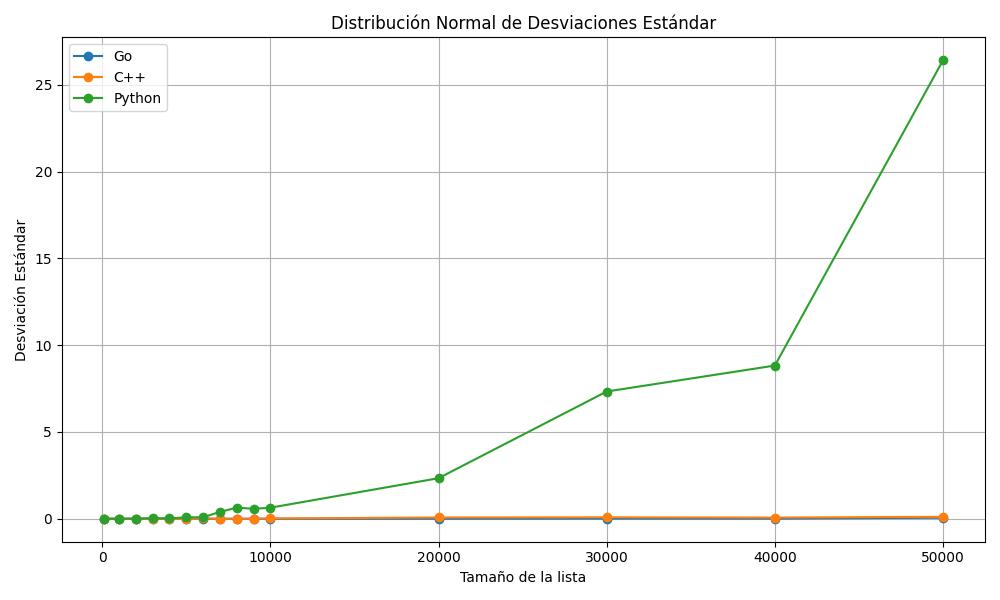 Distribución Normal de Desviaciones Estándar
Go
C++
Python
Desviación Estándar
25
20
15
10
5
0
0
10000
20000
30000
40000
50000
Tamaño de la lista